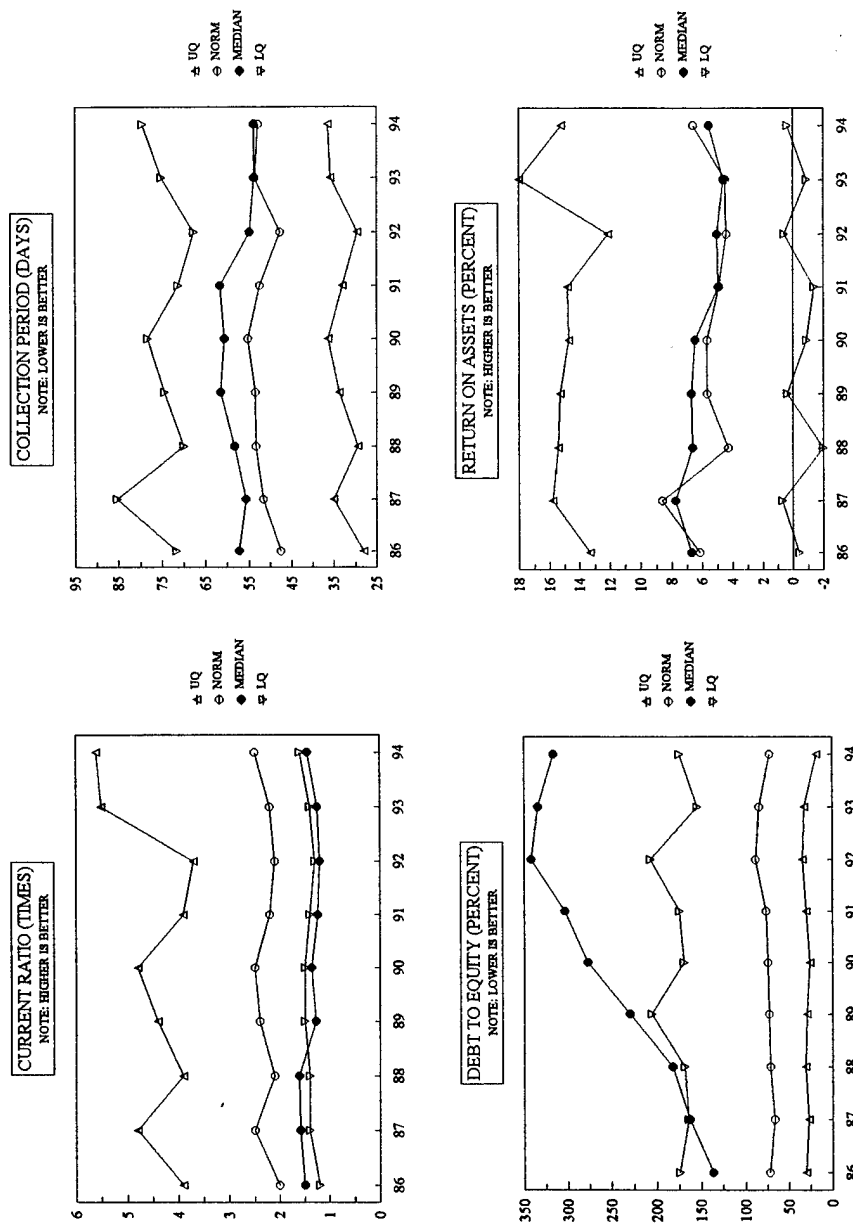 CURRENT RATIO (TIMES)
NOTE: HIGHER IS BETTER
6
5
4
3
2
1
0
86 87 88 89 90 91 92 93 94
UQ
NORM
MEDIAN
LQ
COLLECTION PERIOD (DAYS)
NOTE: LOWER IS BETTER
95
85
75
65
55
45
35
25
86 87 88 89 90 91 92 93 94
UQ
NORM
MEDIAN
LQ
DEBT TO EQUITY (PERCENT)
NOTE: LOWER IS BETTER
350
300
250
200
150
100
50
0
86 87 88 89 90 91 92 93 94
UQ
NORM
MEDIAN
LQ
RETURN ON ASSETS (PERCENT)
NOTE: HIGHER IS BETTER
18
16
14
12
10
8
6
4
2
0
-2
86 87 88 89 90 91 92 93 94
UQ
NORM
MEDIAN
LQ